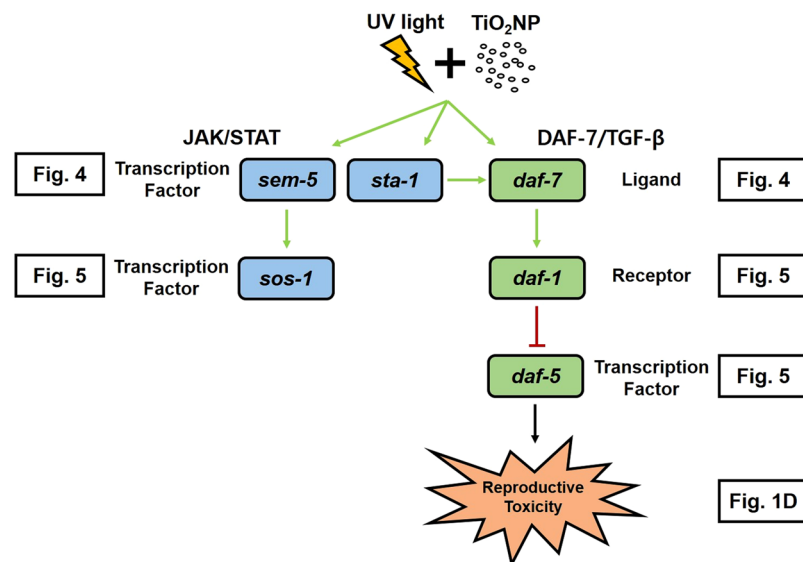 UV light
TiO₂NP
JAK/STAT
DAF-7/TGF-β
Fig. 4
Transcription
Factor
sem-5
sta-1
daf-7
Ligand
Fig. 4
Fig. 5
Transcription
Factor
sos-1
daf-1
Receptor
Fig. 5
daf-5
Transcription
Factor
Fig. 5
Reproductive
Toxicity
Fig. 1D